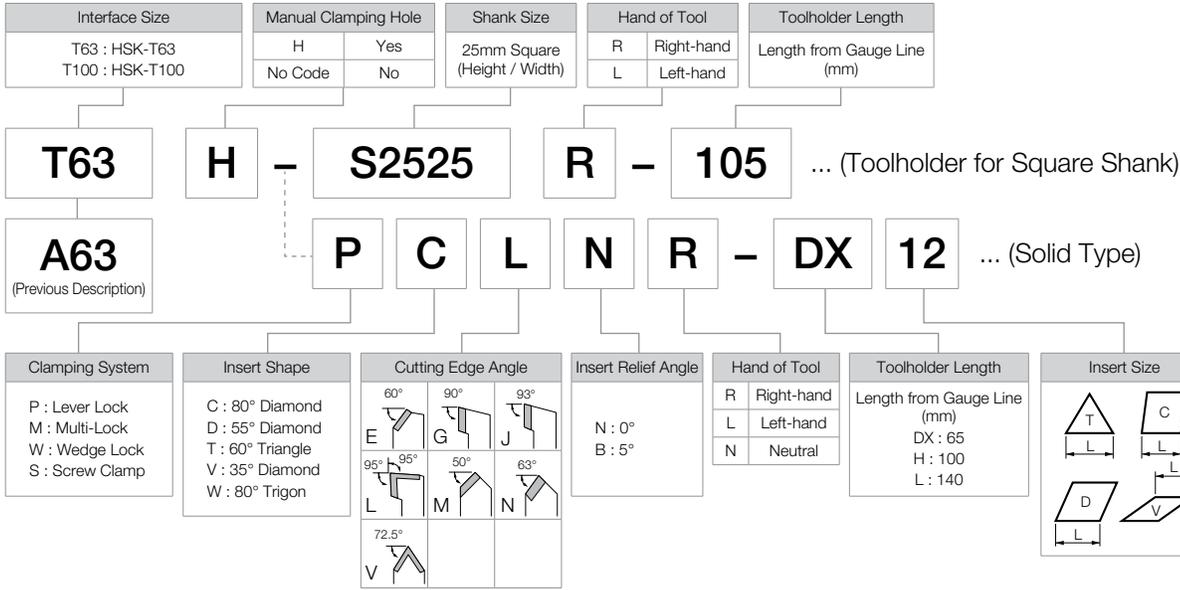 Interface Size
T63 : HSK-T63
T100 : HSK-T100
Manual Clamping Hole
H Yes
No Code No
Shank Size
25mm Square
(Height / Width)
Hand of Tool
R Right-hand
L Left-hand
Toolholder Length
Length from Gauge Line
(mm)
T63 H – S2525 R – 105 ... (Toolholder for Square Shank)
A63
(Previous Description)
P C L N R – DX 12 ... (Solid Type)
Clamping System
P : Lever Lock
M : Multi-Lock
W : Wedge Lock
S : Screw Clamp
Insert Shape
C : 80° Diamond
D : 55° Diamond
T : 60° Triangle
V : 35° Diamond
W : 80° Trigon
Cutting Edge Angle
60° 90° 93°
E G J
95° 95° 50° 63°
L M N
72.5°
V
Insert Relief Angle
N : 0°
B : 5°
Hand of Tool
R Right-hand
L Left-hand
N Neutral
Toolholder Length
Length from Gauge Line
(mm)
DX : 65
H : 100
L : 140
Insert Size
T C
L L
L
D V
L